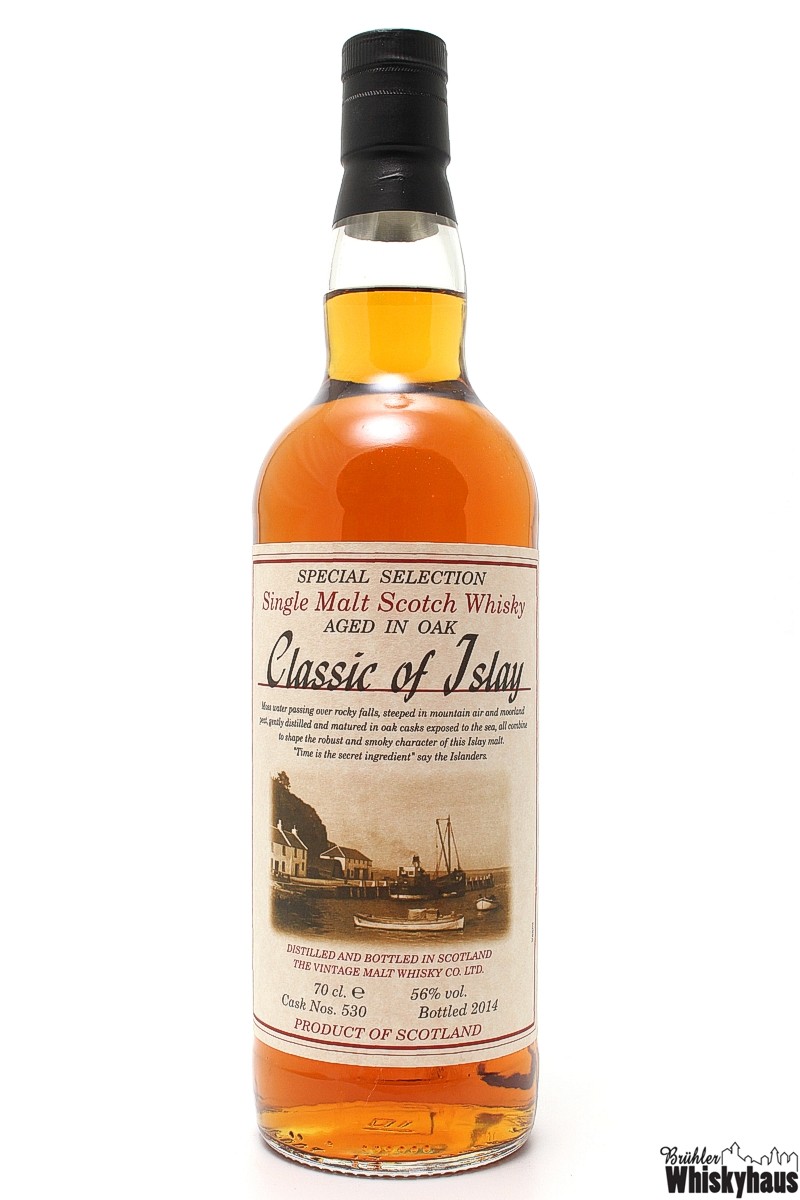 SPECIAL SELECTION
Single Malt Scotch Whisky
AGED IN OAK
Classic of Islay
Moss water passing over rocky falls, steeped in mountain air and moorland
peat, gently distilled and matured in oak casks exposed to the sea, all combine
to shape the robust and smoky character of this Islay malt.
"Time is the secret ingredient" say the Islanders.
DISTILLED AND BOTTLED IN SCOTLAND
THE VINTAGE MALT WHISKY CO. LTD.
70 cl. ℮ 56% vol.
Cask Nos. 530 Bottled 2014
PRODUCT OF SCOTLAND
Brühler
Whiskyhaus